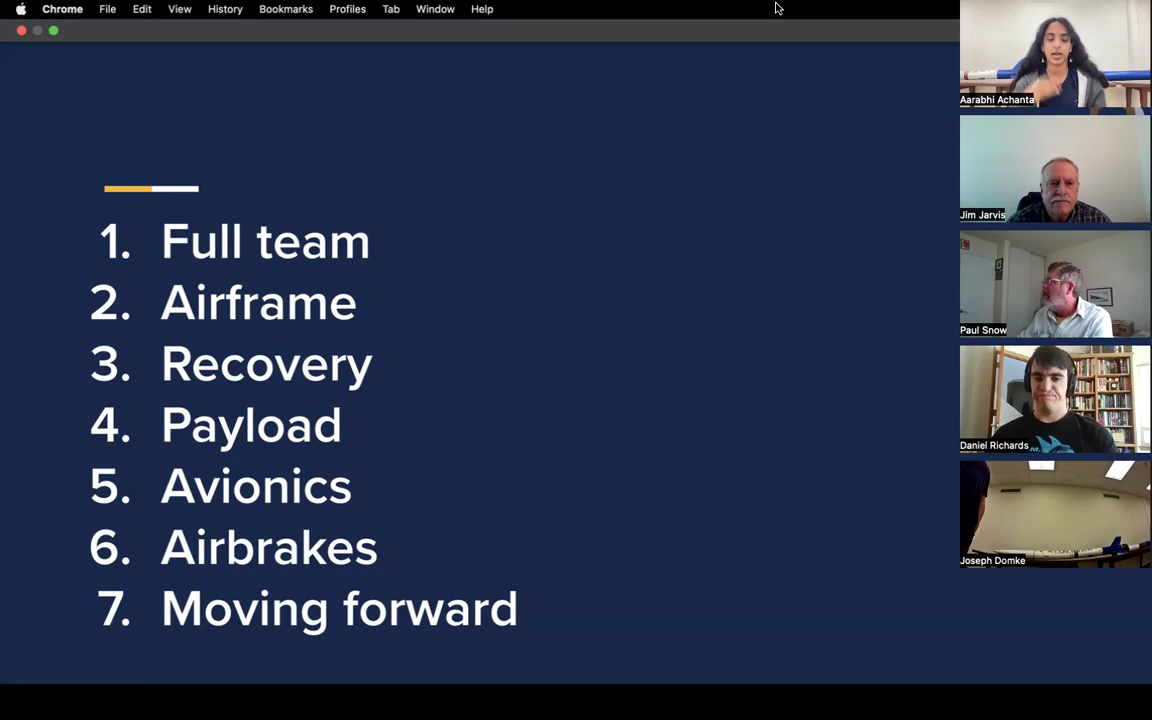 Chrome File Edit View History Bookmarks Profiles Tab Window Help
1. Full team
2. Airframe
3. Recovery
4. Payload
5. Avionics
6. Airbrakes
7. Moving forward
Aarabhi Achanta
Jim Jarvis
Paul Snow
Daniel Richards
Joseph Domke